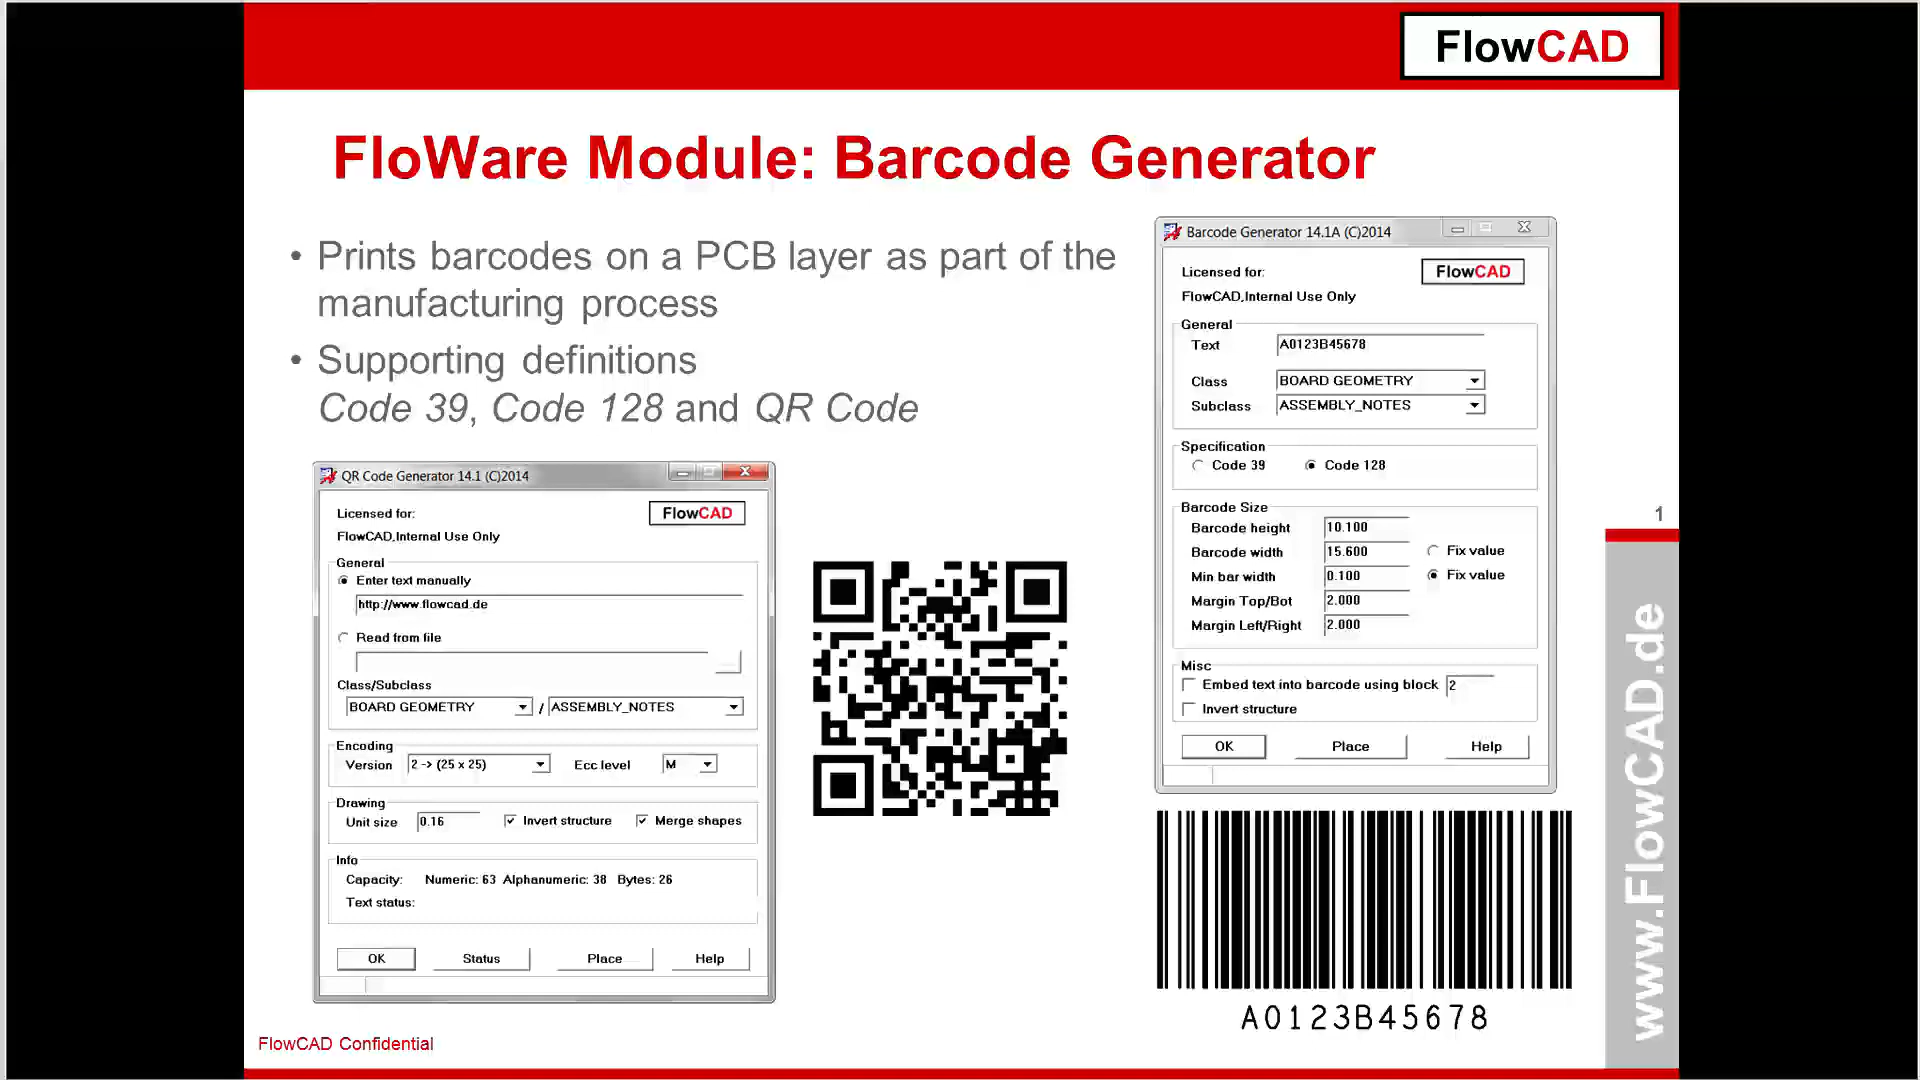 FlowCAD
FloWare Module: Barcode Generator
• Prints barcodes on a PCB layer as part of the
manufacturing process
• Supporting definitions
Code 39, Code 128 and QR Code
QR Code Generator 14.1 (C)2014
Licensed for:
FlowCAD
FlowCAD,Internal Use Only
General
Enter text manually
http://www.flowcad.de
Read from file
...
Class/Subclass
BOARD GEOMETRY / ASSEMBLY_NOTES
Encoding
Version 2 -> (25 x 25) Ecc level M
Drawing
Unit size 0.16 Invert structure Merge shapes
Info
Capacity: Numeric: 63 Alphanumeric: 38 Bytes: 26
Text status:
OK Status Place Help
Barcode Generator 14.1A (C)2014
Licensed for:
FlowCAD
FlowCAD,Internal Use Only
General
Text A0123B45678
Class BOARD GEOMETRY
Subclass ASSEMBLY_NOTES
Specification
Code 39 Code 128
Barcode Size
Barcode height 10.100
Barcode width 15.600 Fix value
Min bar width 0.100 Fix value
Margin Top/Bot 2.000
Margin Left/Right 2.000
Misc
Embed text into barcode using block 2
Invert structure
OK Place Help
A0123B45678
1
www.FlowCAD.de
FlowCAD Confidential